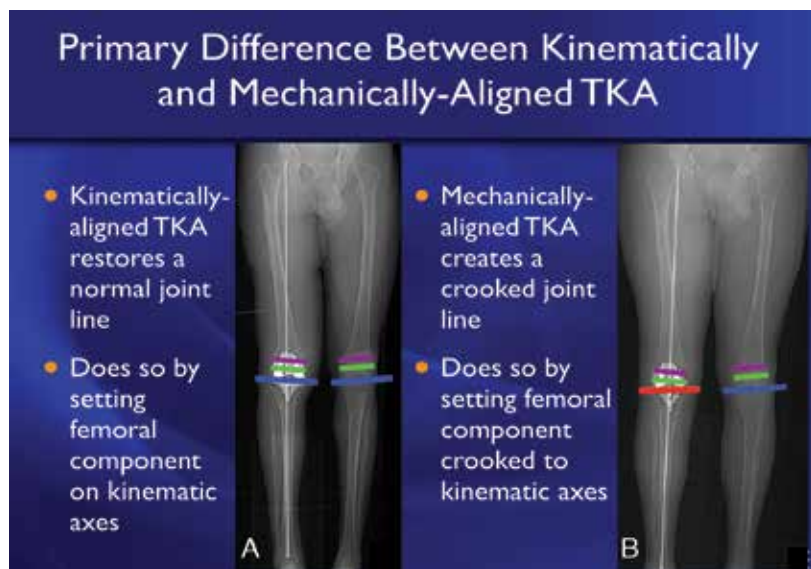 Primary Difference Between Kinematically
and Mechanically-Aligned TKA
Kinematically-
aligned TKA
restores a
normal joint
line
Does so by
setting
femoral
component
on kinematic
axes
A
Mechanically-
aligned TKA
creates a
crooked joint
line
Does so by
setting femoral
component
crooked to
kinematic axes
B